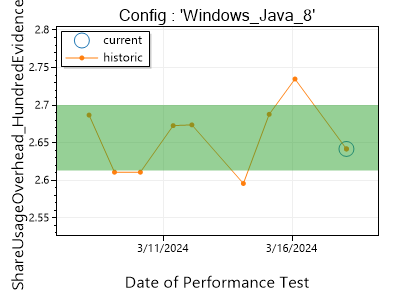 Config : 'Windows_Java_8'
current
historic
2.8
2.75
2.7
2.65
2.6
2.55
ShareUsageOverhead_HundredEvidence
3/11/2024
3/16/2024
Date of Performance Test